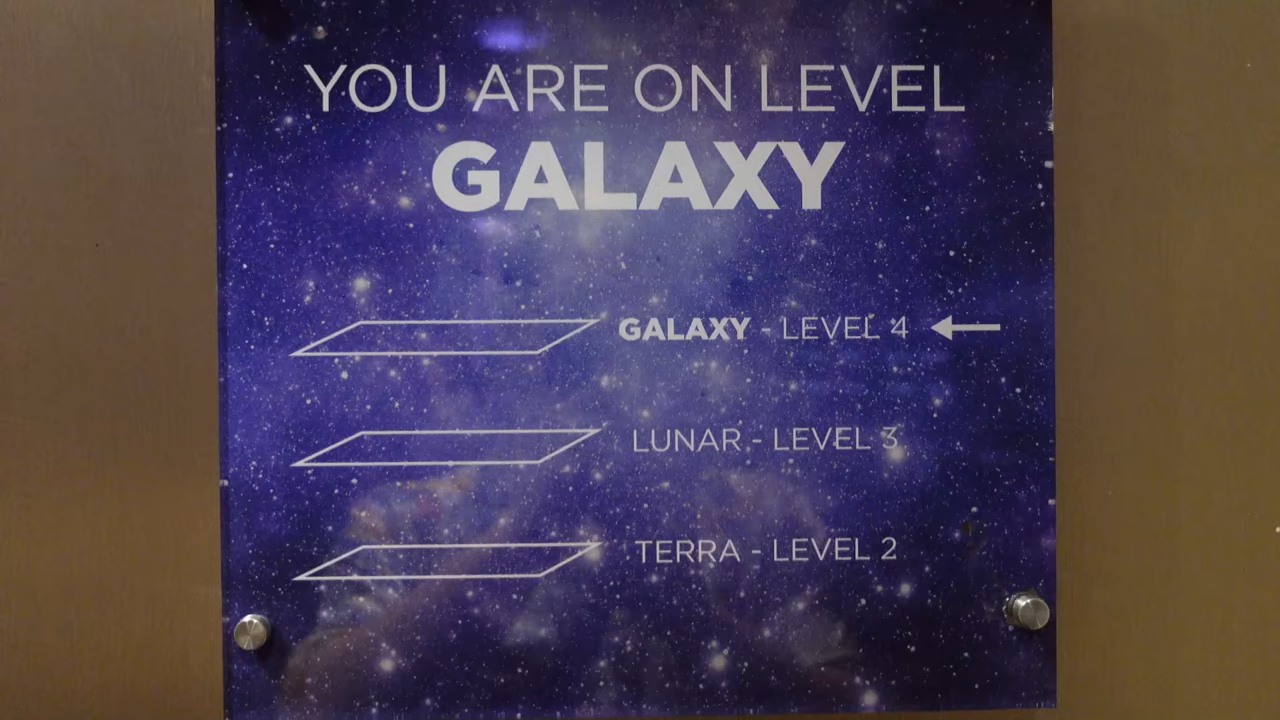 YOU ARE ON LEVEL
GALAXY
GALAXY - LEVEL 4
LUNAR - LEVEL 3
TERRA - LEVEL 2